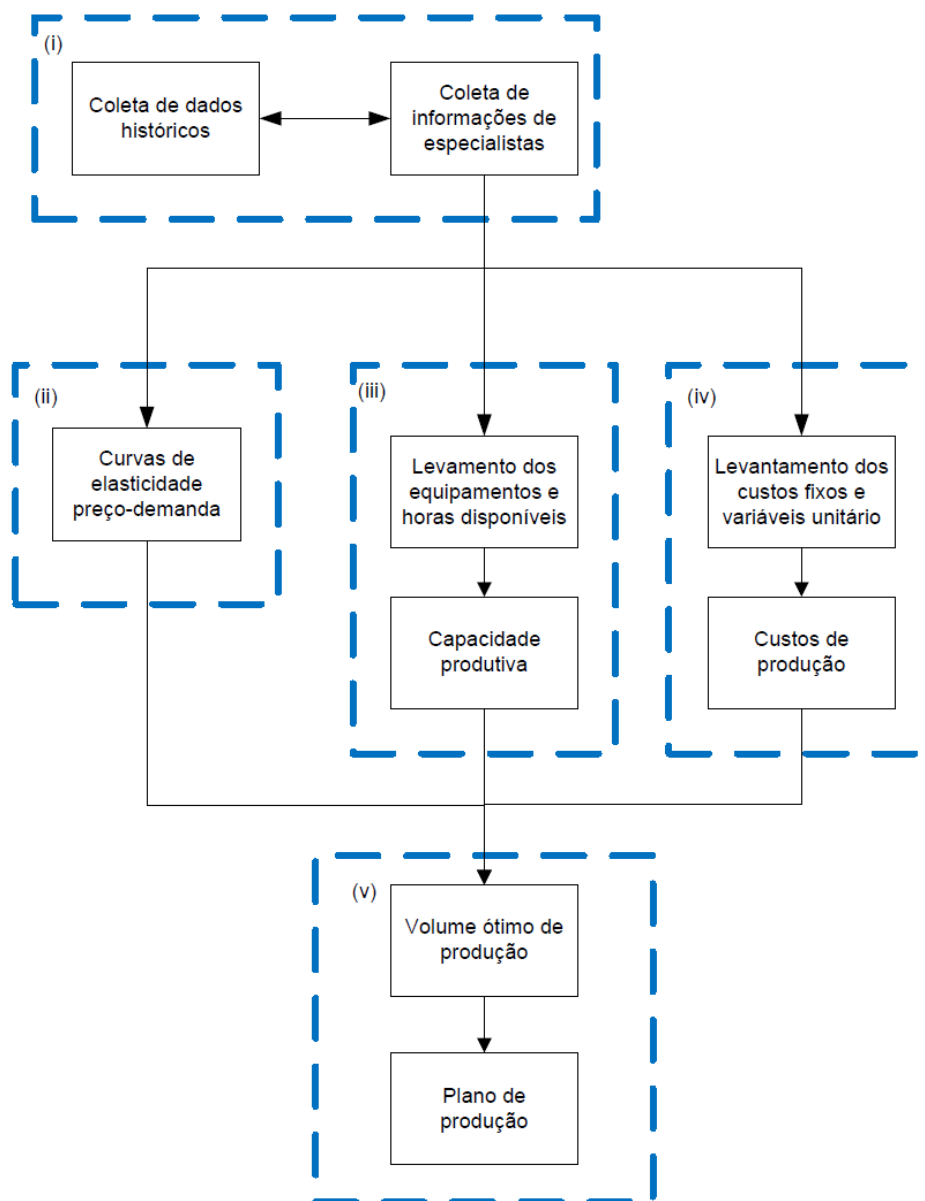 (i)
Coleta de dados
históricos
Coleta de
informações de
especialistas
(ii)
Curvas de
elasticidade
preço-demanda
(iii)
Levamento dos
equipamentos e
horas disponíveis
Capacidade
produtiva
(iv)
Levantamento dos
custos fixos e
variáveis unitário
Custos de
produção
(v)
Volume ótimo de
produção
Plano de
produção